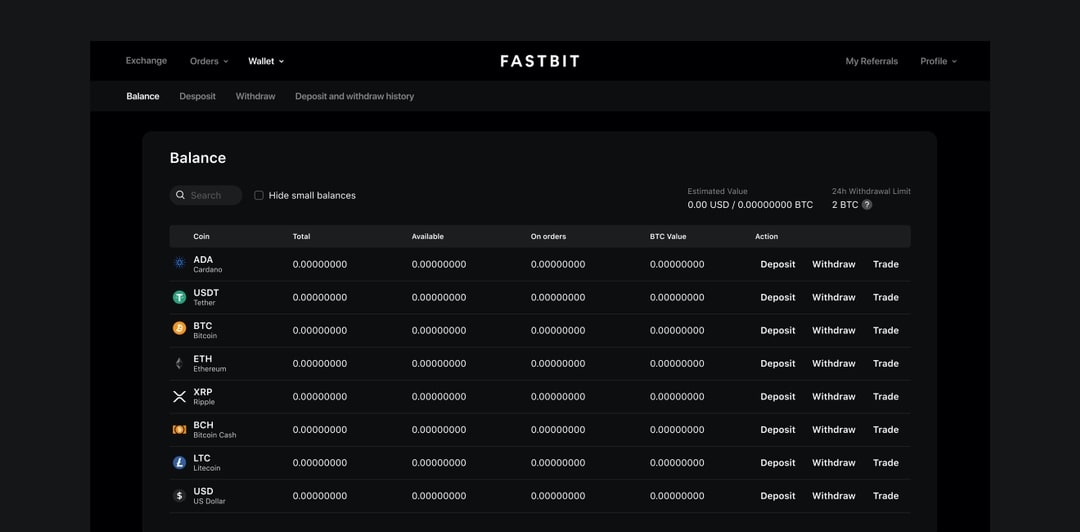 Exchange Orders Wallet FASTBIT My Referrals Profile
Balance Desposit Withdraw Deposit and withdraw history
Balance
Search Hide small balances
Estimated Value 24h Withdrawal Limit
0.00 USD / 0.00000000 BTC 2 BTC ?
Coin Total Available On orders BTC Value Action
ADA
Cardano
0.00000000 0.00000000 0.00000000 0.00000000 Deposit Withdraw Trade
USDT
Tether
0.00000000 0.00000000 0.00000000 0.00000000 Deposit Withdraw Trade
BTC
Bitcoin
0.00000000 0.00000000 0.00000000 0.00000000 Deposit Withdraw Trade
ETH
Ethereum
0.00000000 0.00000000 0.00000000 0.00000000 Deposit Withdraw Trade
XRP
Ripple
0.00000000 0.00000000 0.00000000 0.00000000 Deposit Withdraw Trade
BCH
Bitcoin Cash
0.00000000 0.00000000 0.00000000 0.00000000 Deposit Withdraw Trade
LTC
Litecoin
0.00000000 0.00000000 0.00000000 0.00000000 Deposit Withdraw Trade
USD
US Dollar
0.00000000 0.00000000 0.00000000 0.00000000 Deposit Withdraw Trade